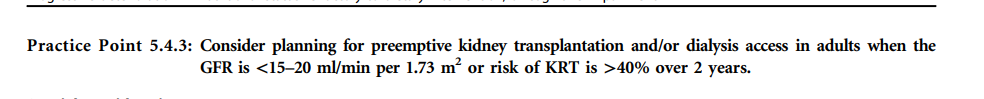 Practice Point 5.4.3: Consider planning for preemptive kidney transplantation and/or dialysis access in adults when the
GFR is <15–20 ml/min per 1.73 m² or risk of KRT is >40% over 2 years.